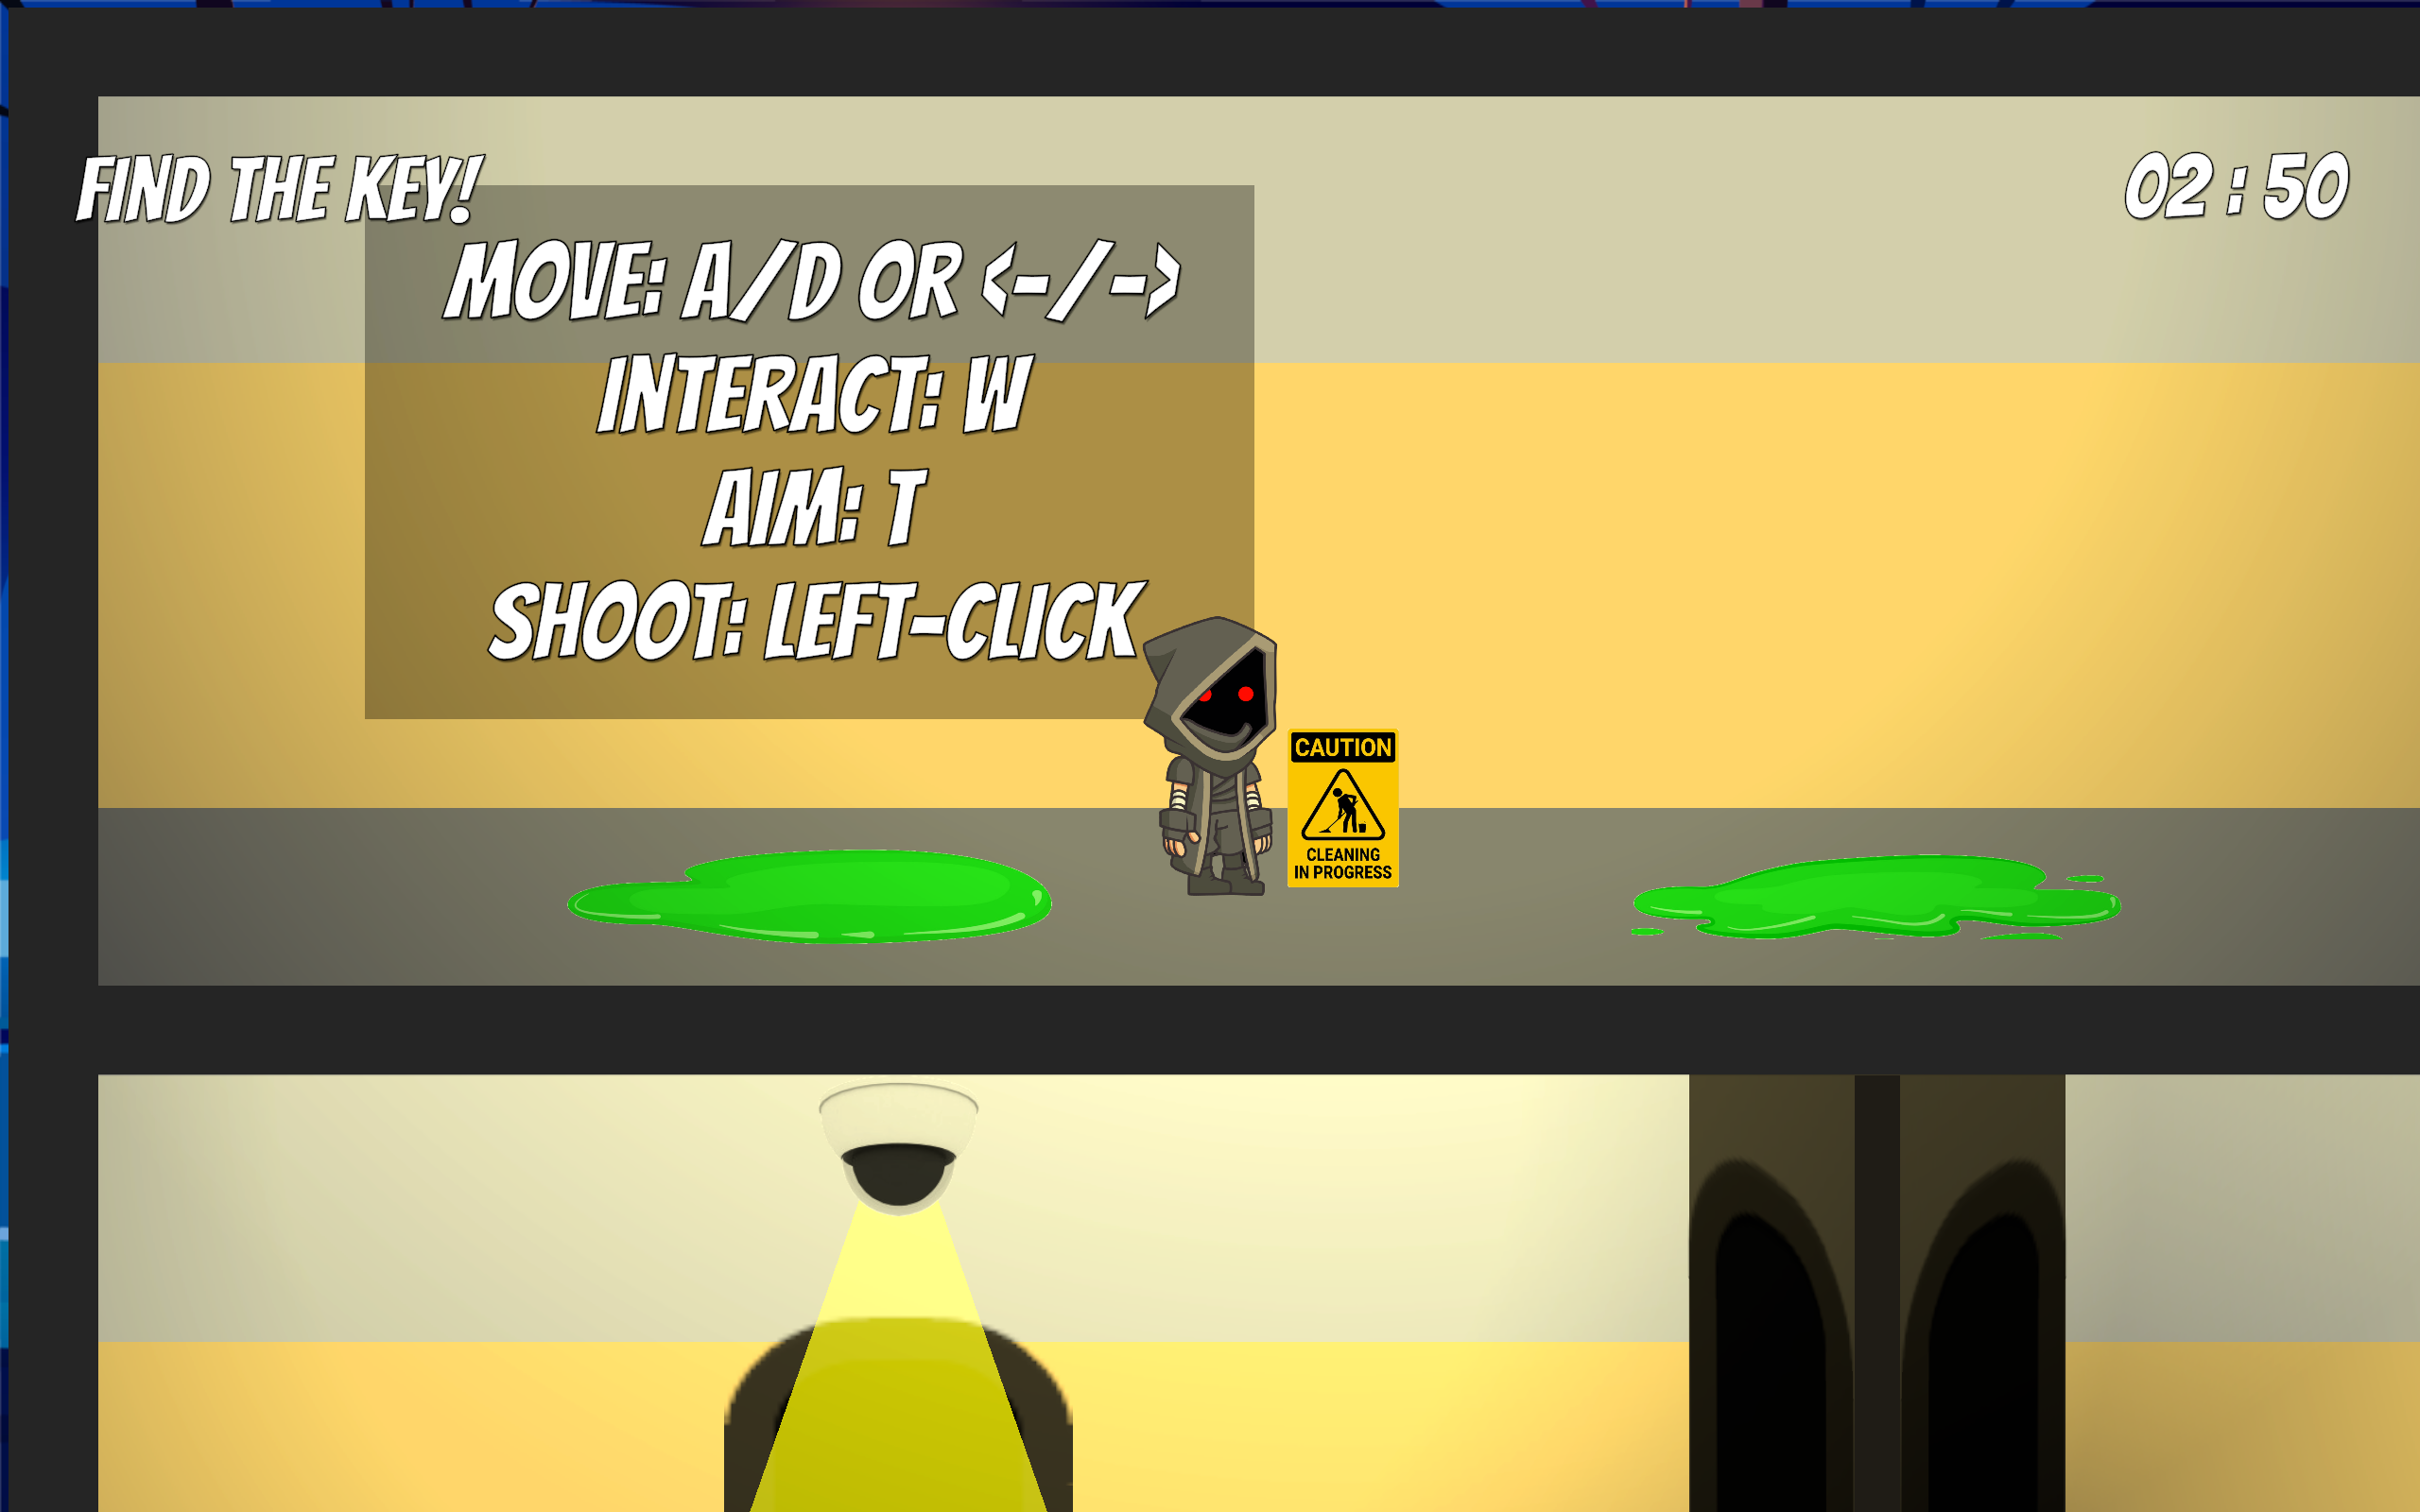 FIND THE KEY!
02:50
MOVE: A/D OR <-/->
INTERACT: W
AIM: T
SHOOT: LEFT-CLICK
CAUTION
CLEANING
IN PROGRESS